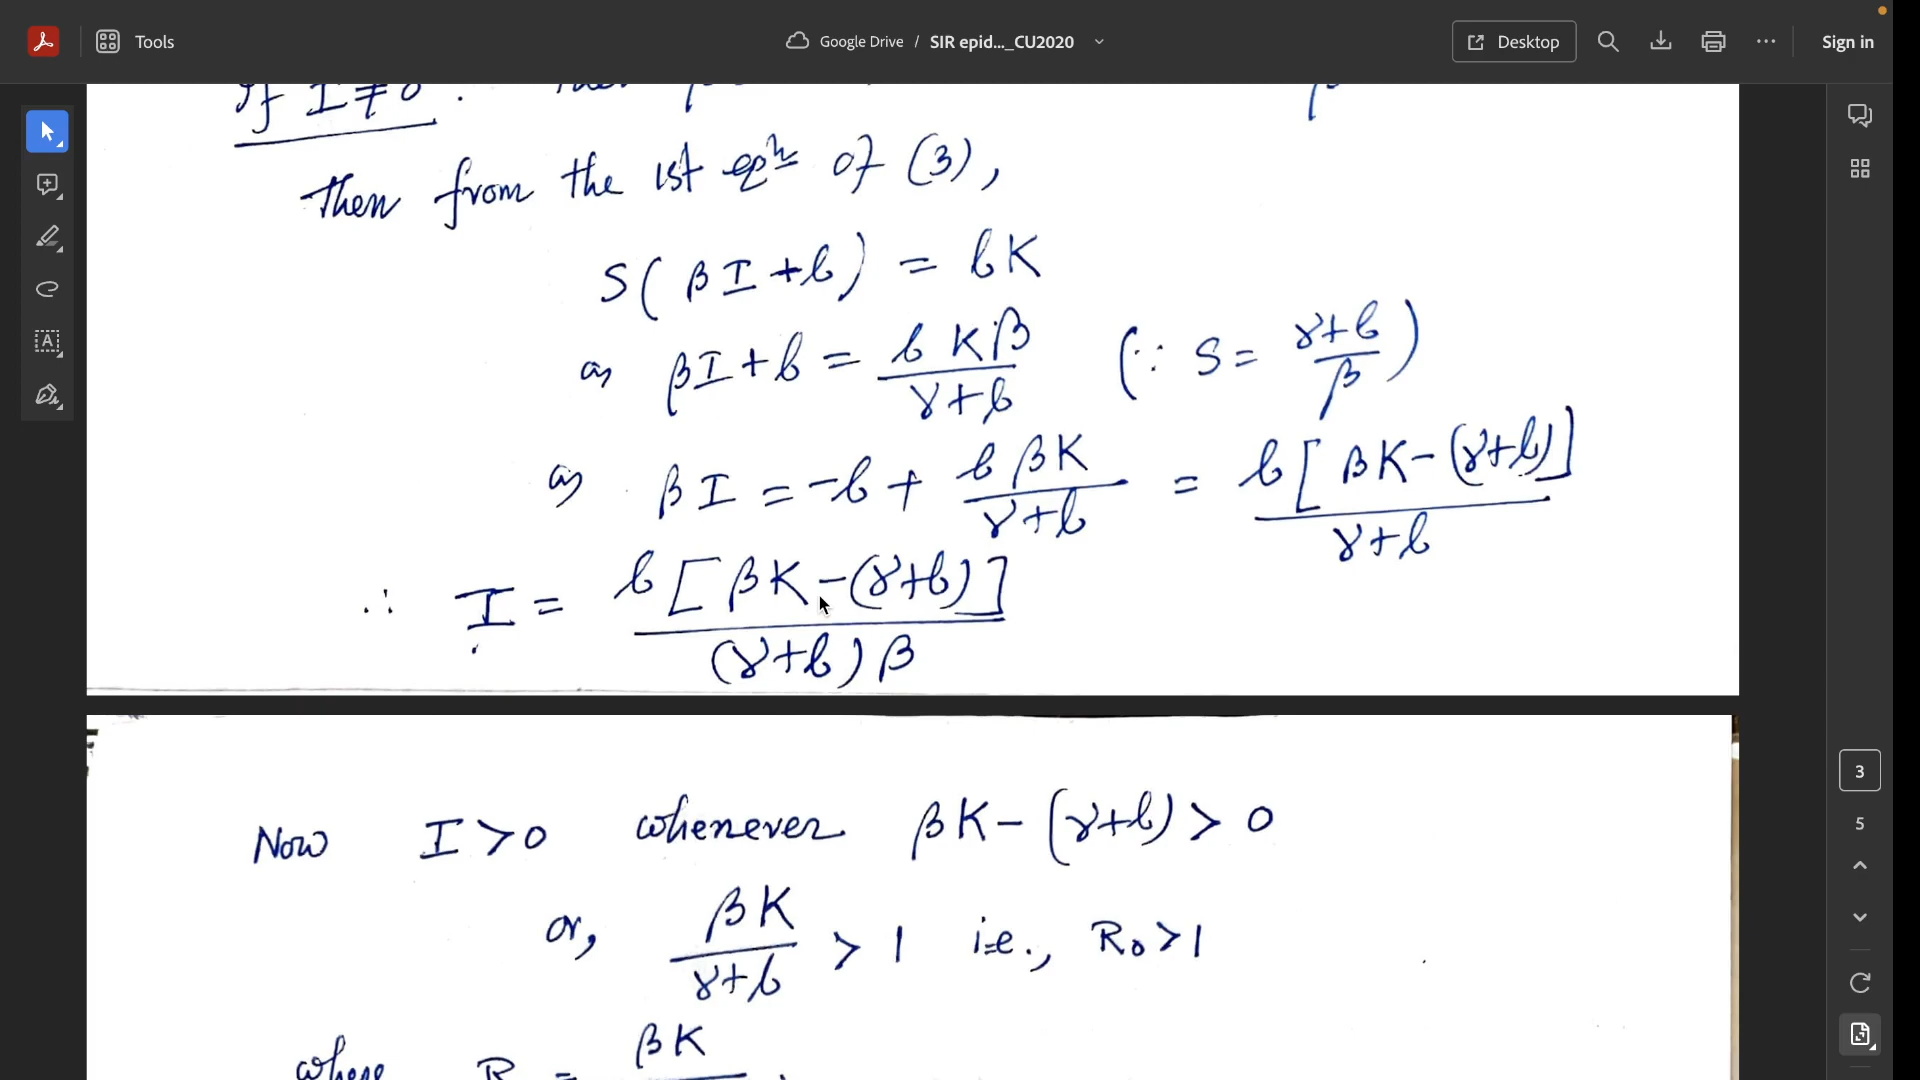 Tools
Google Drive / SIR epid..._CU2020
Desktop
Sign in
If I ≠ 0.
Then from the 1st eqn of (3),
S(βI+b) = bK
or βI+b = bKβ/(γ+b) (∵ S = (γ+b)/β)
or βI = -b + bβK/(γ+b) = b[βK-(γ+b)]/(γ+b)
∴ I = b[βK-(γ+b)]/((γ+b)β)
Now I>0 whenever βK-(γ+b)>0
or, βK/(γ+b) > 1 i.e., R₀>1
where R = βK
3
5